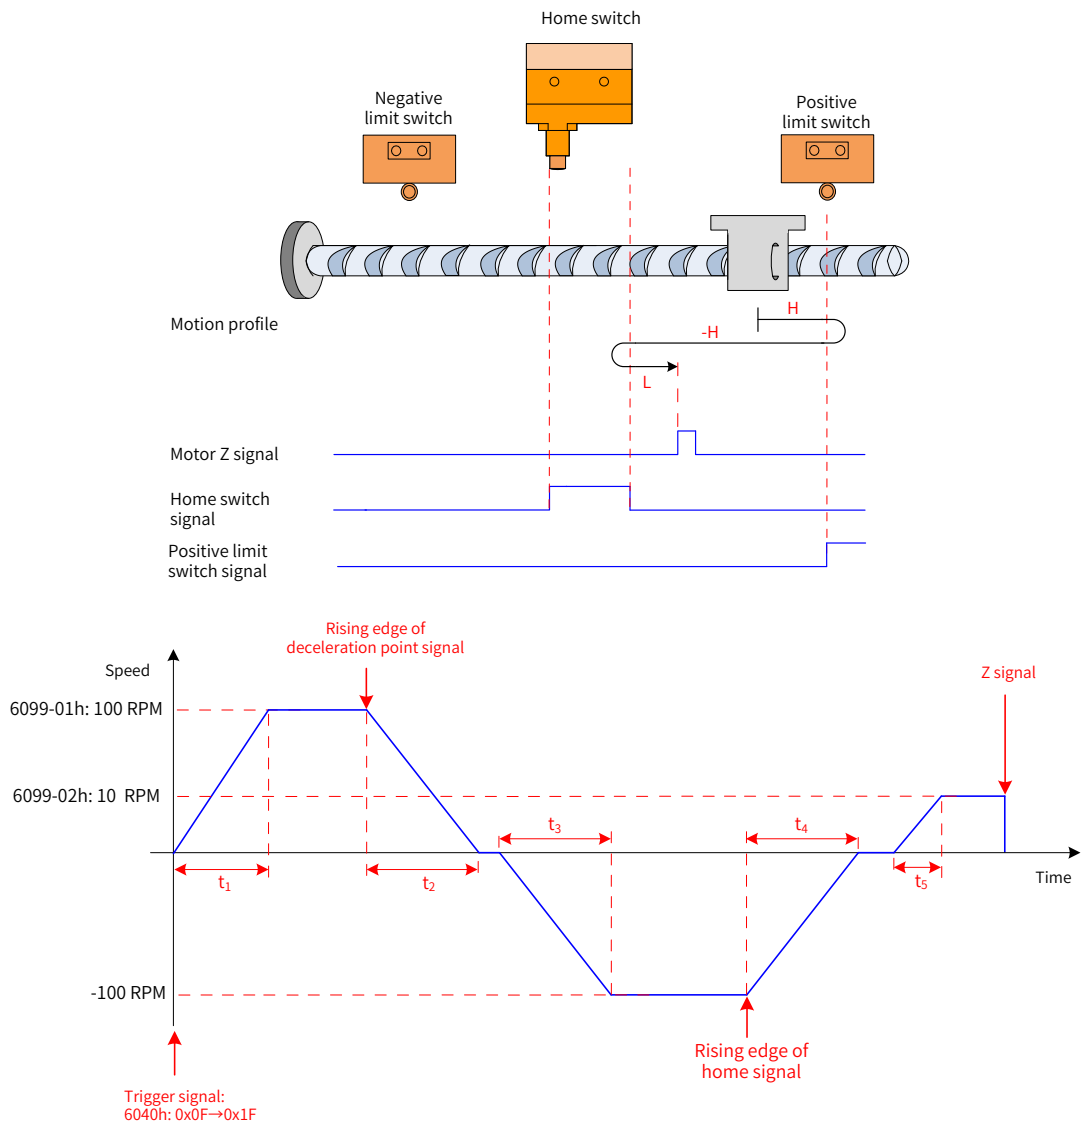 Home switch
Negative
limit switch
Positive
limit switch
Motion profile
H
-H
L
Motor Z signal
Home switch
signal
Positive limit
switch signal
Rising edge of
deceleration point signal
Speed
Z signal
6099-01h: 100 RPM
6099-02h: 10 RPM
t3
t4
t1
t2
t5
Time
-100 RPM
Rising edge of
home signal
Trigger signal:
6040h: 0x0F→0x1F